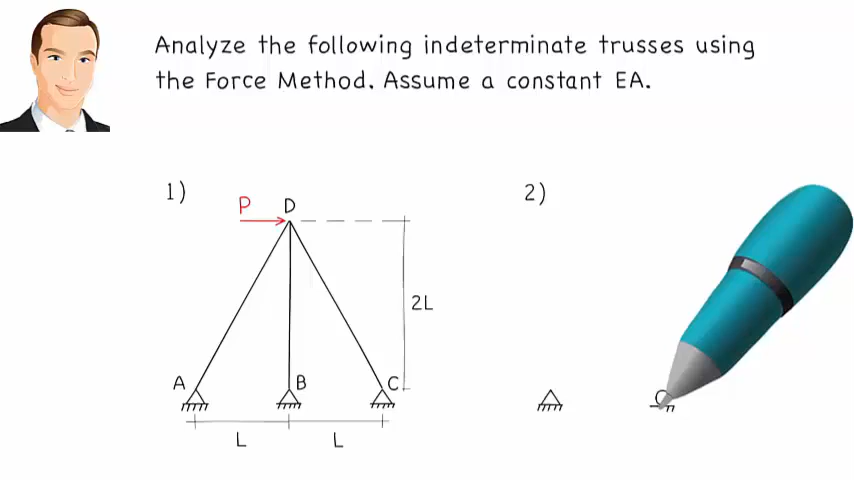 Analyze the following indeterminate trusses using
the Force Method. Assume a constant EA.
1)
2)
P
D
2L
A
B
C
L
L